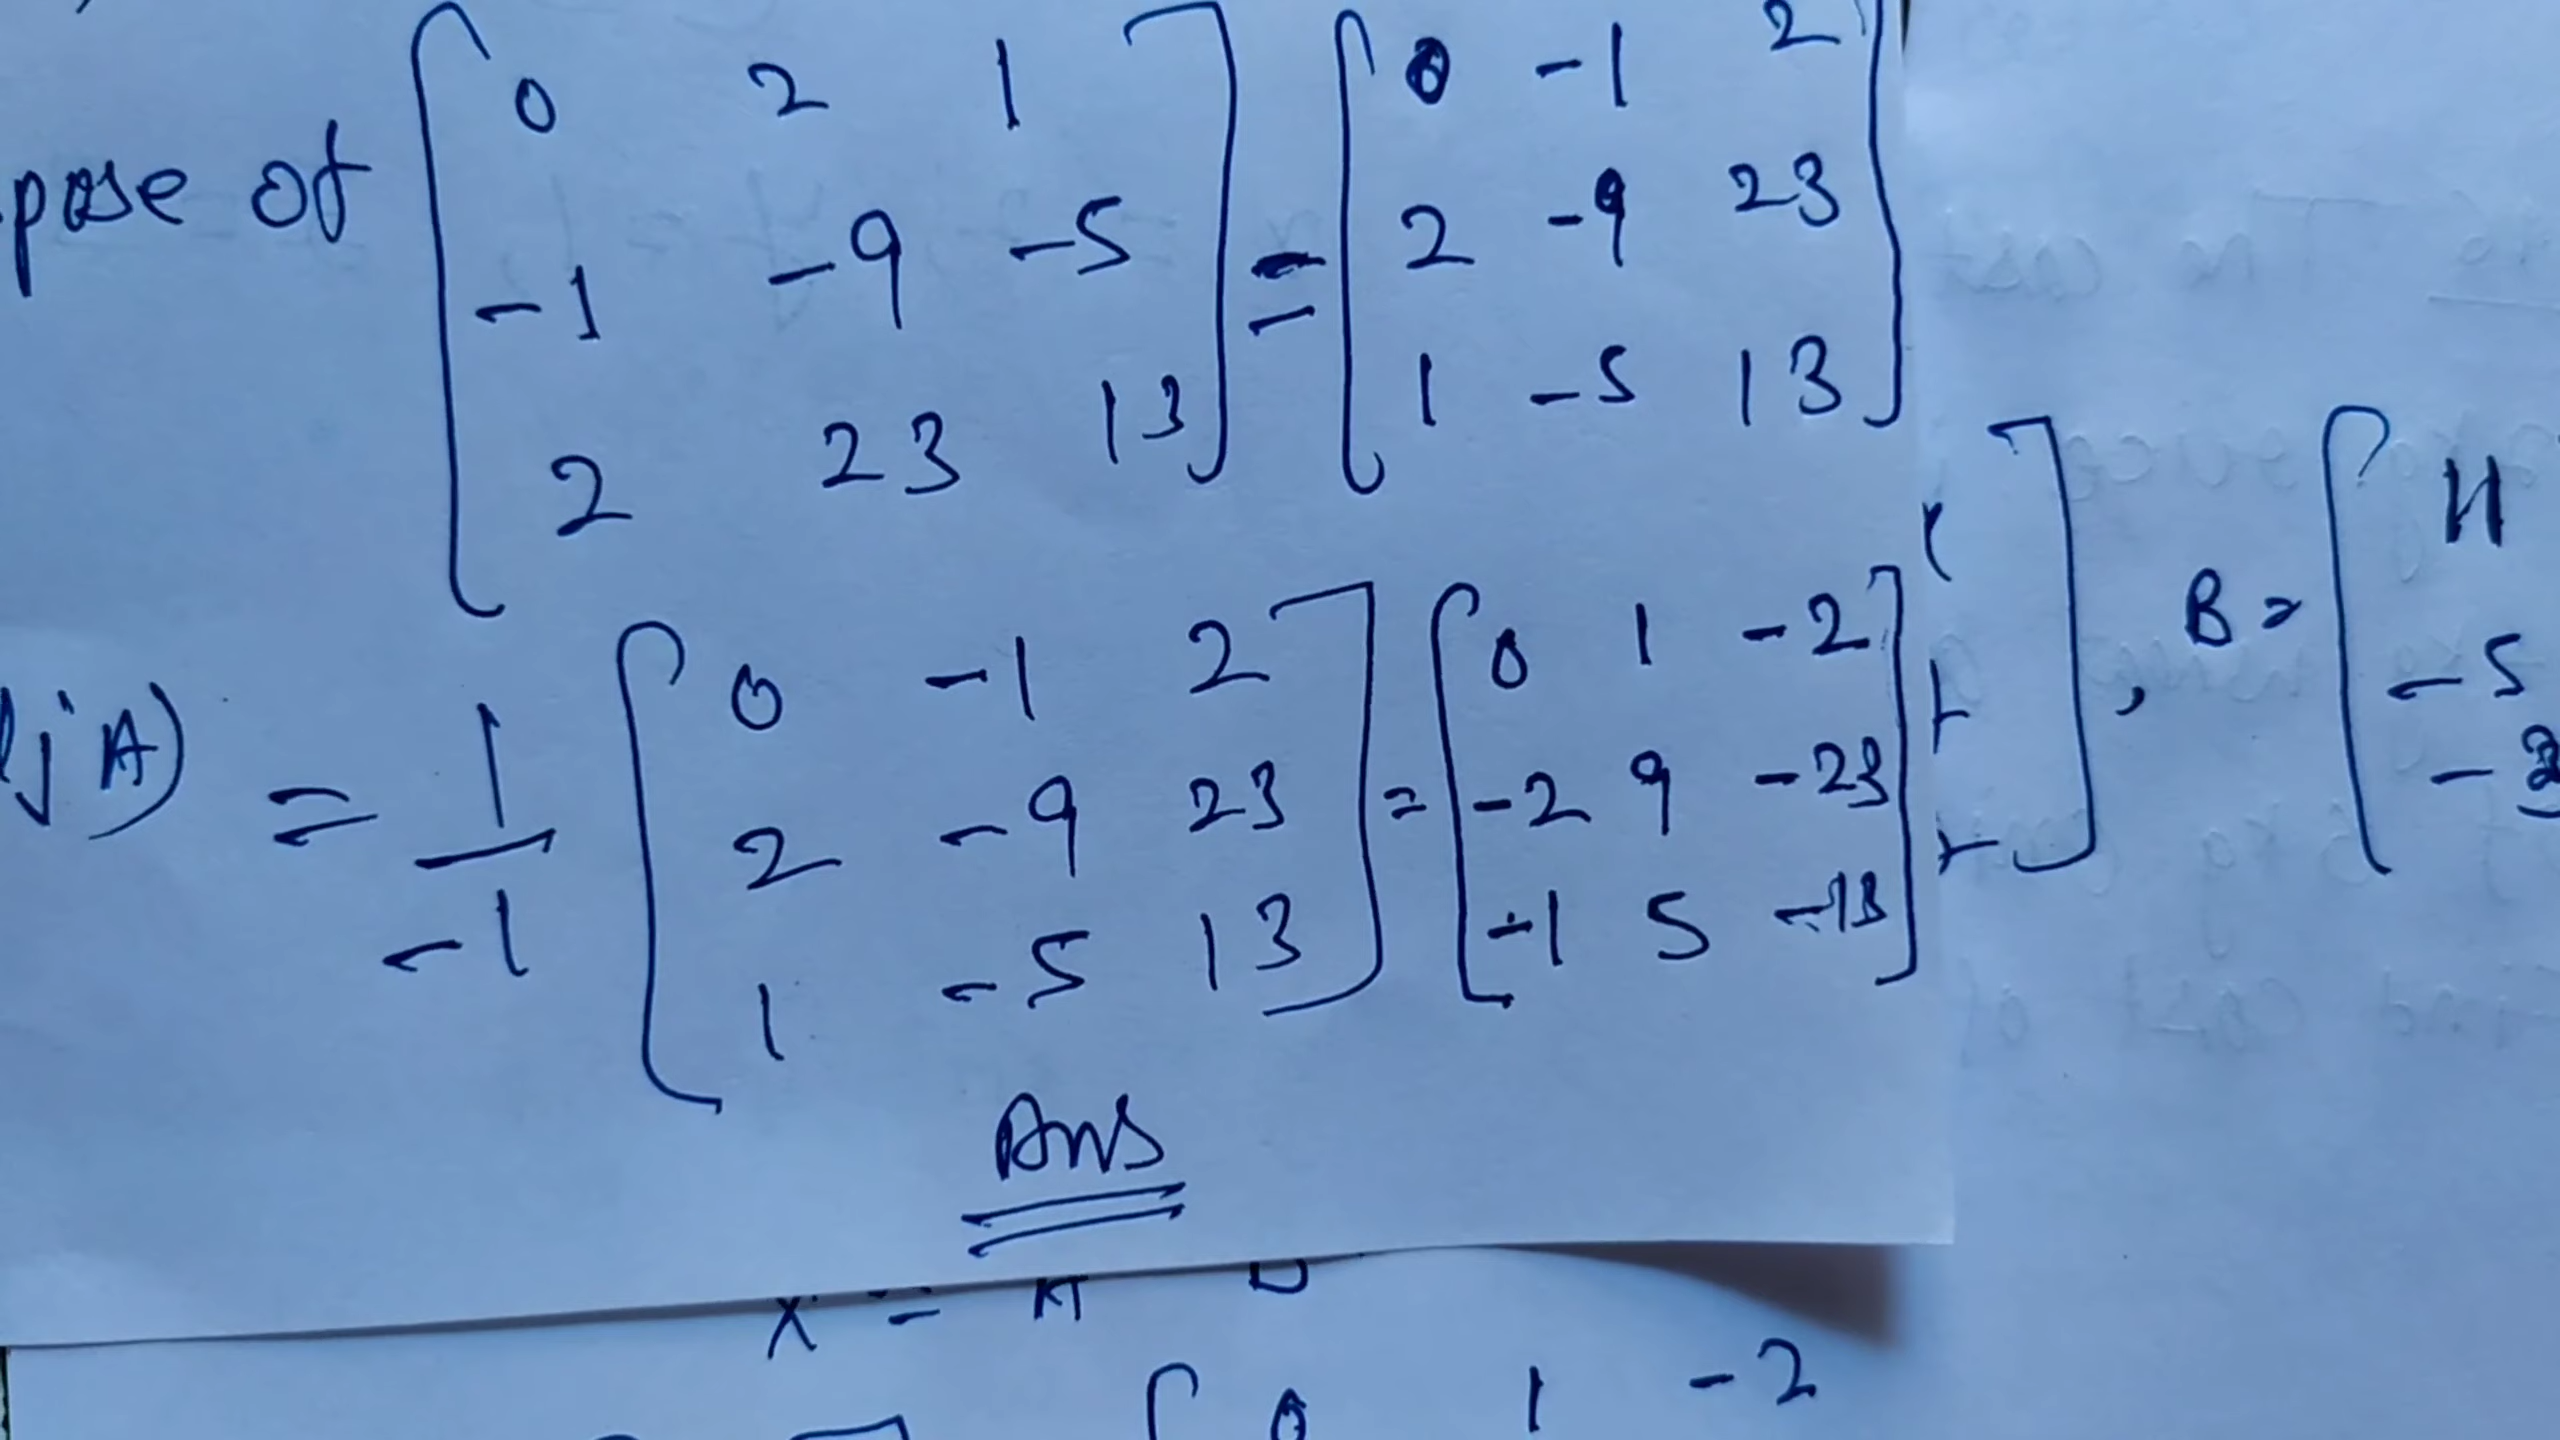 pose of [ 0 2 1 ] = [ 0 -1 2 ]
-1 -9 -5 2 -9 23
2 23 13 1 -5 13
j A) = 1/-1 [ 0 -1 2 ] = [ 0 1 -2 ] ], B = [ 11
2 -9 23 -2 9 -23 -5
1 -5 13 -1 5 -13 -
Ans
X =
[ 0 1 -2